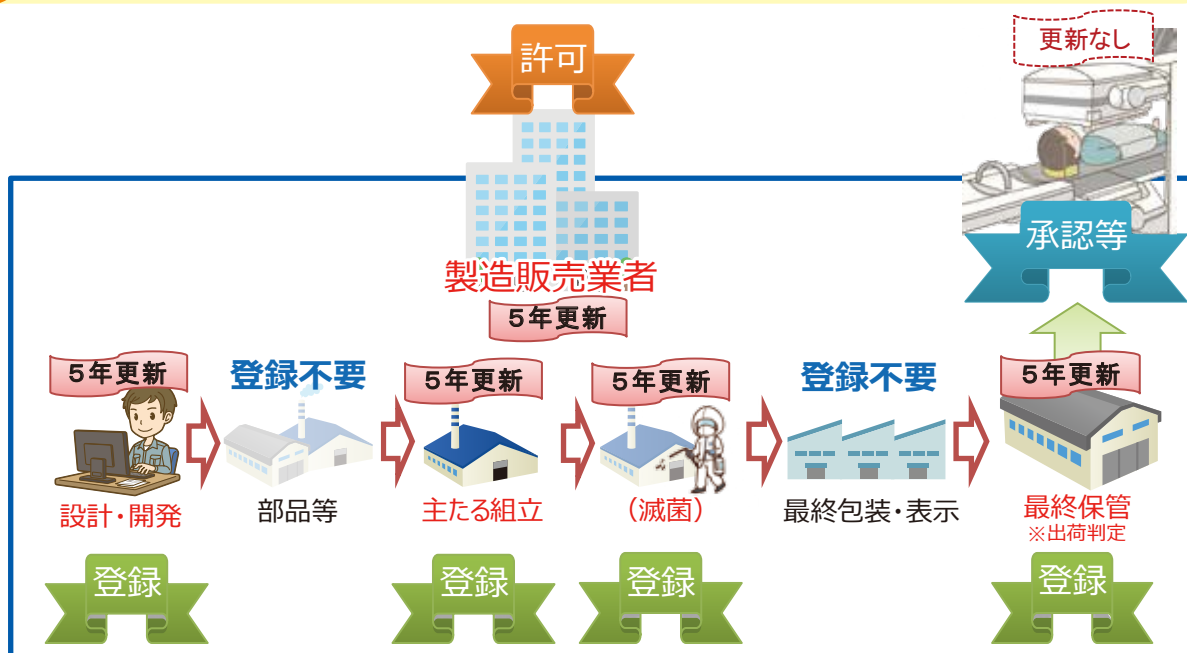 許可
更新なし
承認等
製造販売業者
5年更新
5年更新
登録不要
5年更新
5年更新
登録不要
5年更新
設計・開発
部品等
主たる組立
（滅菌）
最終包装・表示
最終保管
※出荷判定
登録
登録
登録
登録